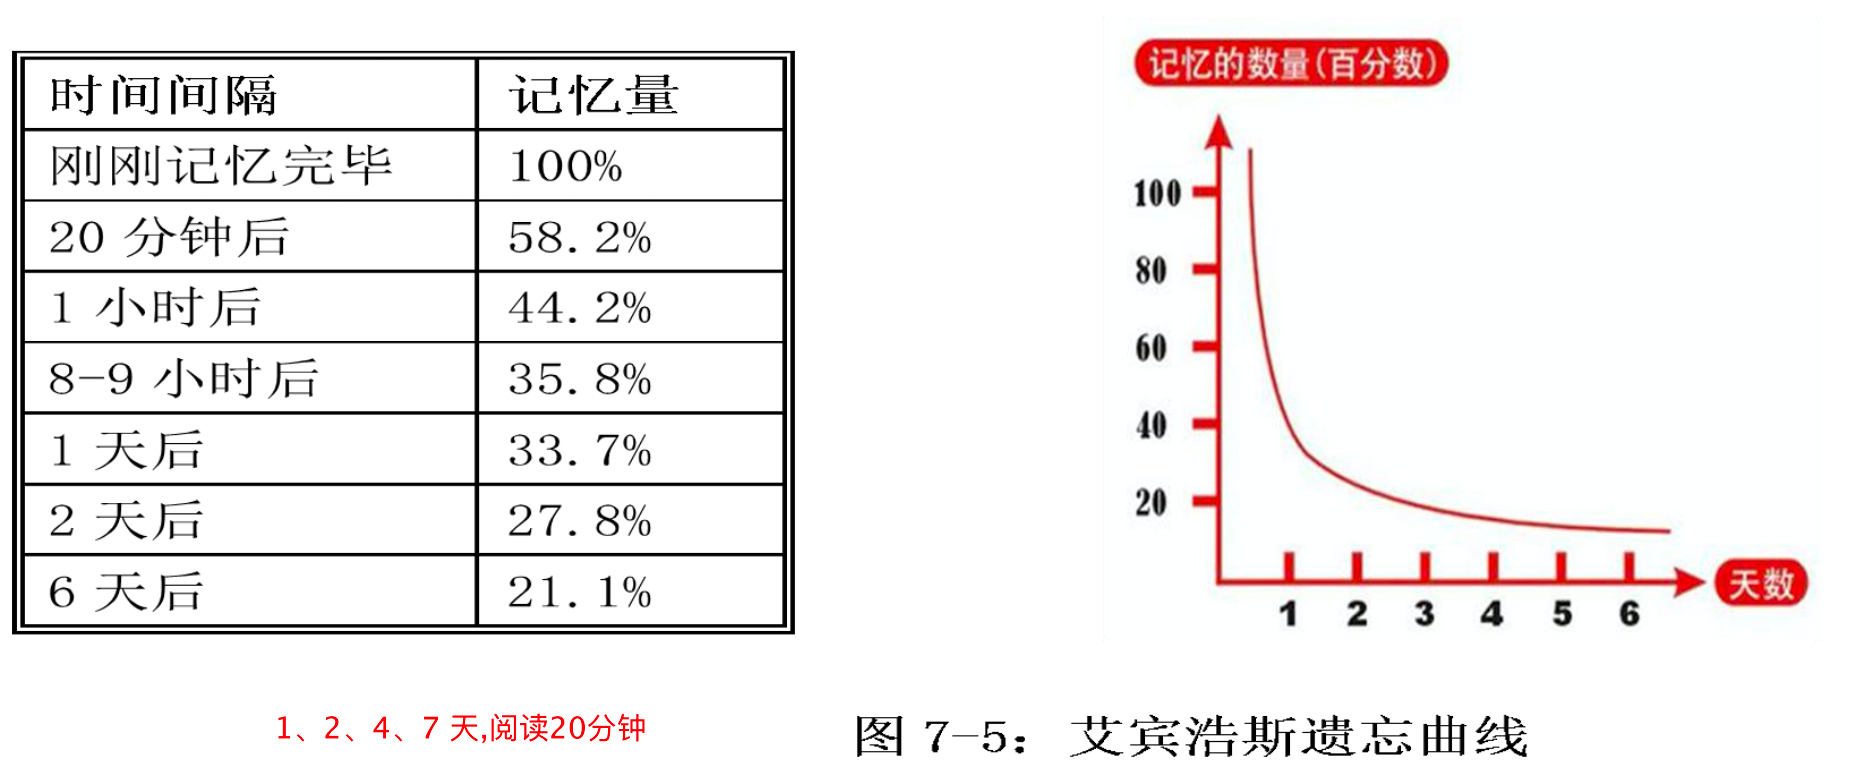 时间间隔 记忆量
刚刚记忆完毕 100%
20 分钟后 58.2%
1 小时后 44.2%
8-9 小时后 35.8%
1 天后 33.7%
2 天后 27.8%
6 天后 21.1%
1、2、4、7 天,阅读20分钟
记忆的数量(百分数)
100
80
60
40
20
1 2 3 4 5 6
天数
图 7-5：艾宾浩斯遗忘曲线